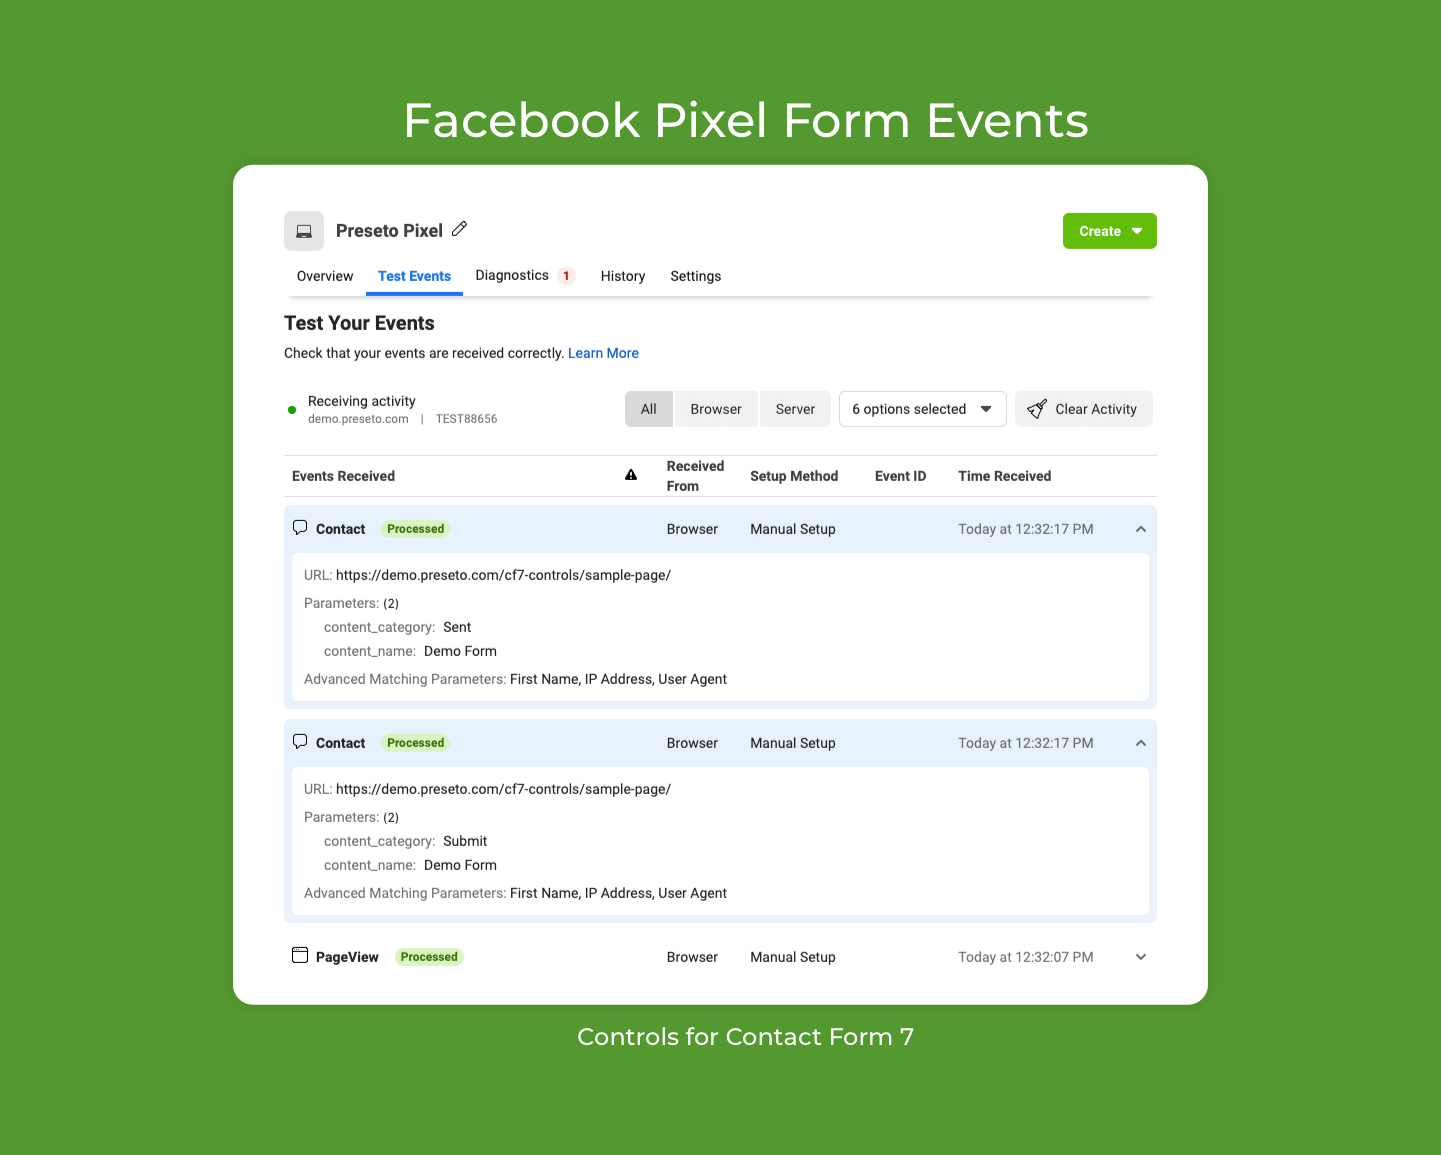 Facebook Pixel Form Events
Preseto Pixel
Create
Overview Test Events Diagnostics 1 History Settings
Test Your Events
Check that your events are received correctly. Learn More
Receiving activity
demo.preseto.com | TEST88656
All Browser Server 6 options selected Clear Activity
Events Received Received From Setup Method Event ID Time Received
Contact Processed Browser Manual Setup Today at 12:32:17 PM
URL: https://demo.preseto.com/cf7-controls/sample-page/
Parameters: (2)
content_category: Sent
content_name: Demo Form
Advanced Matching Parameters: First Name, IP Address, User Agent
Contact Processed Browser Manual Setup Today at 12:32:17 PM
URL: https://demo.preseto.com/cf7-controls/sample-page/
Parameters: (2)
content_category: Submit
content_name: Demo Form
Advanced Matching Parameters: First Name, IP Address, User Agent
PageView Processed Browser Manual Setup Today at 12:32:07 PM
Controls for Contact Form 7